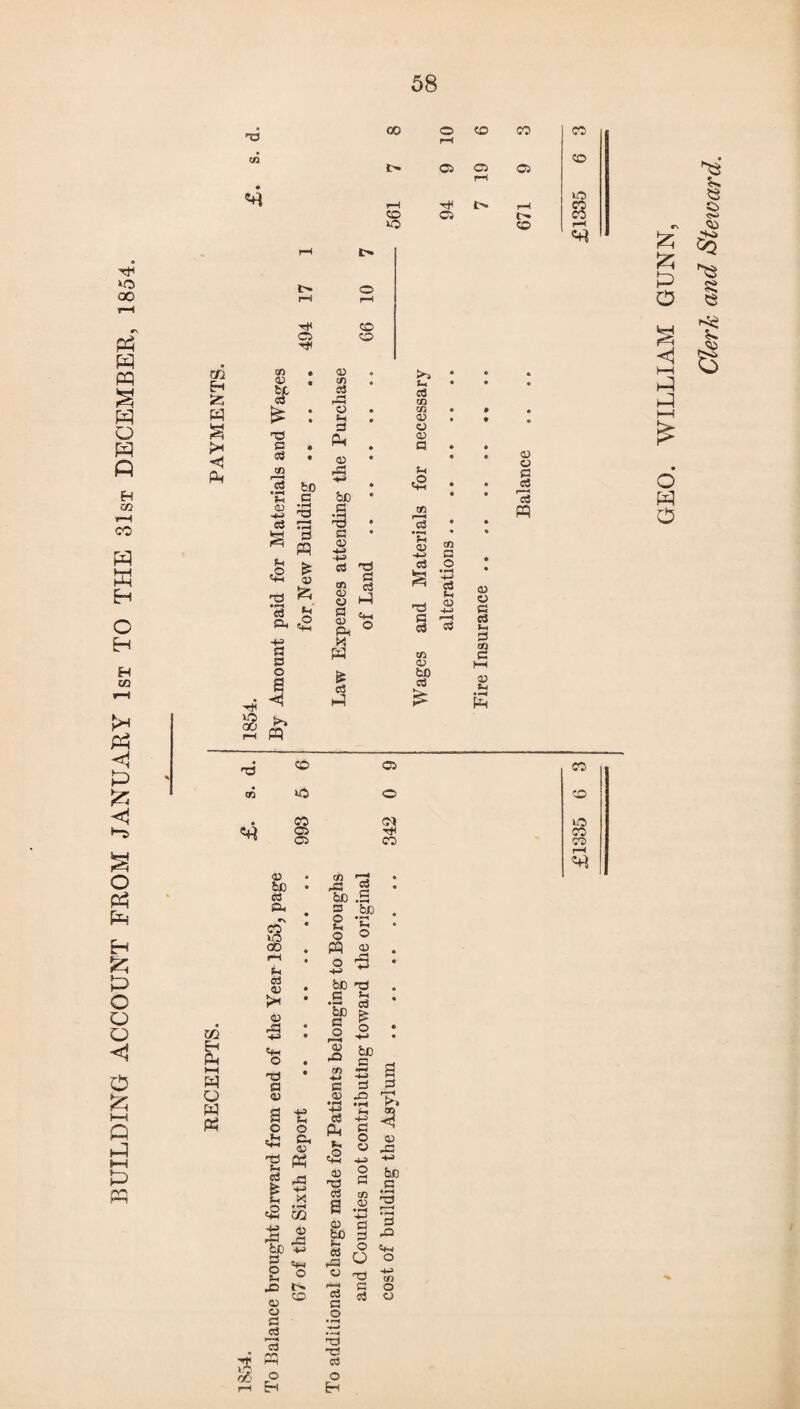 58
BUILDING ACCOUNT FROM JANUARY 1ST TO THE 31ST DECEMBER, 1854.
RECEIPTS.
1854. £. s. d.
To Balance brought forward from end of the Year 1853, page
67 of the Sixth Report .. .. .. .. .. .. 993 5 6
To additional charge made for Patients belonging to Boroughs
and Counties not contributing toward the original
cost of building the Asylum .. .. .. .. .. 342 0 9
£1335 6 3
PAYMENTS.
1854. £. s. d.
By Amount paid for Materials and Wages
for New Building .. .. .. 494 17 1
Law Expences attending the Purchase
of Land .. .. .. .. 66 10 7
561 7 8
Wages and Materials for necessary
alterations .. .. .. .. 94 9 10
Fire Insurance .. .. .. .. .. 7 19 6
Balance .. .. 671 9 3
£1335 6 3
GEO. WILLIAM GUNN,
Clerk and Steward.